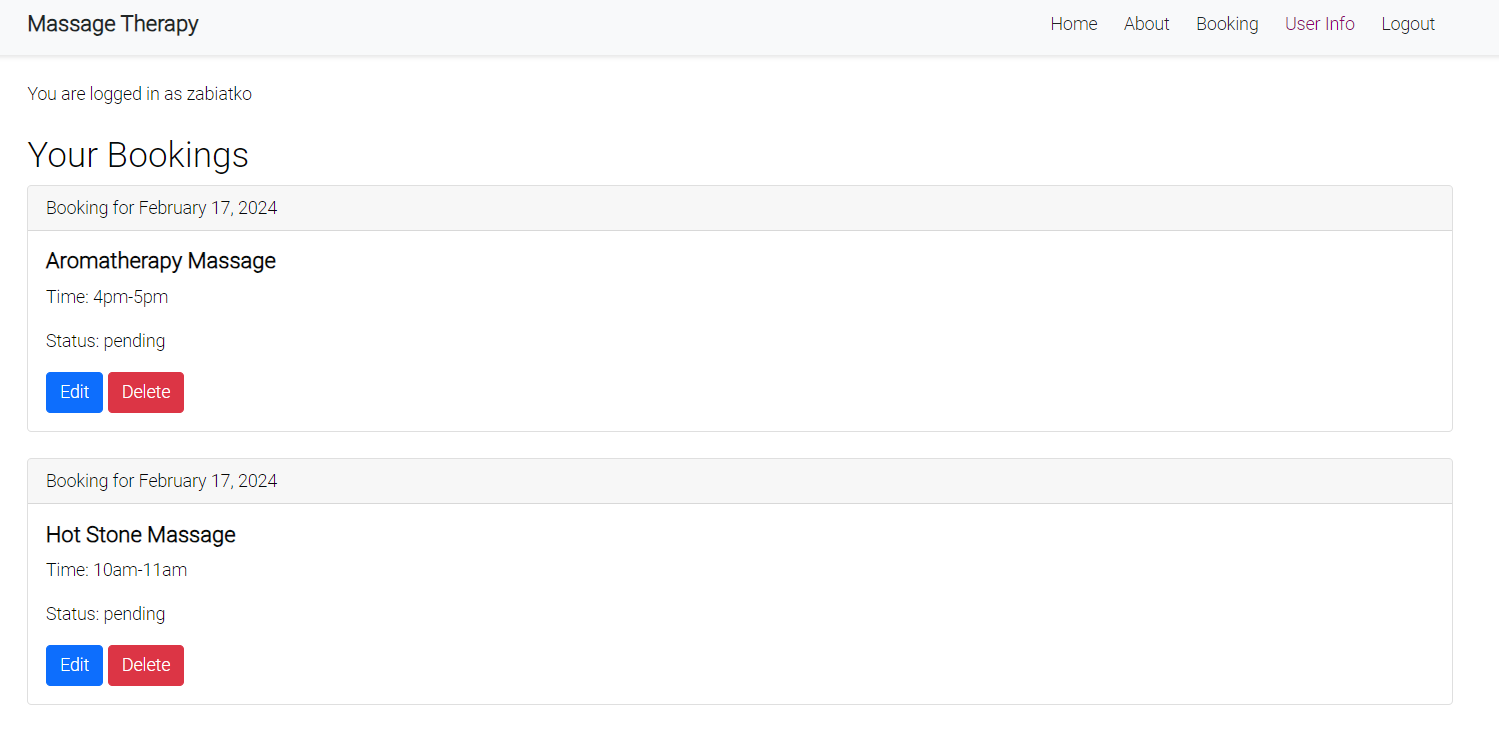 Massage Therapy
Home About Booking User Info Logout
You are logged in as zabiatko
Your Bookings
Booking for February 17, 2024
Aromatherapy Massage
Time: 4pm-5pm
Status: pending
Edit Delete
Booking for February 17, 2024
Hot Stone Massage
Time: 10am-11am
Status: pending
Edit Delete